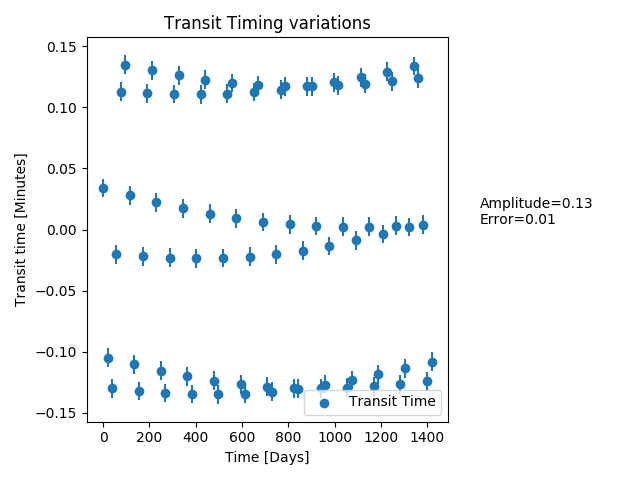 Transit Timing variations
Transit time [Minutes]
0.15
0.10
0.05
0.00
−0.05
−0.10
−0.15
Amplitude=0.13
Error=0.01
Transit Time
0 200 400 600 800 1000 1200 1400
Time [Days]